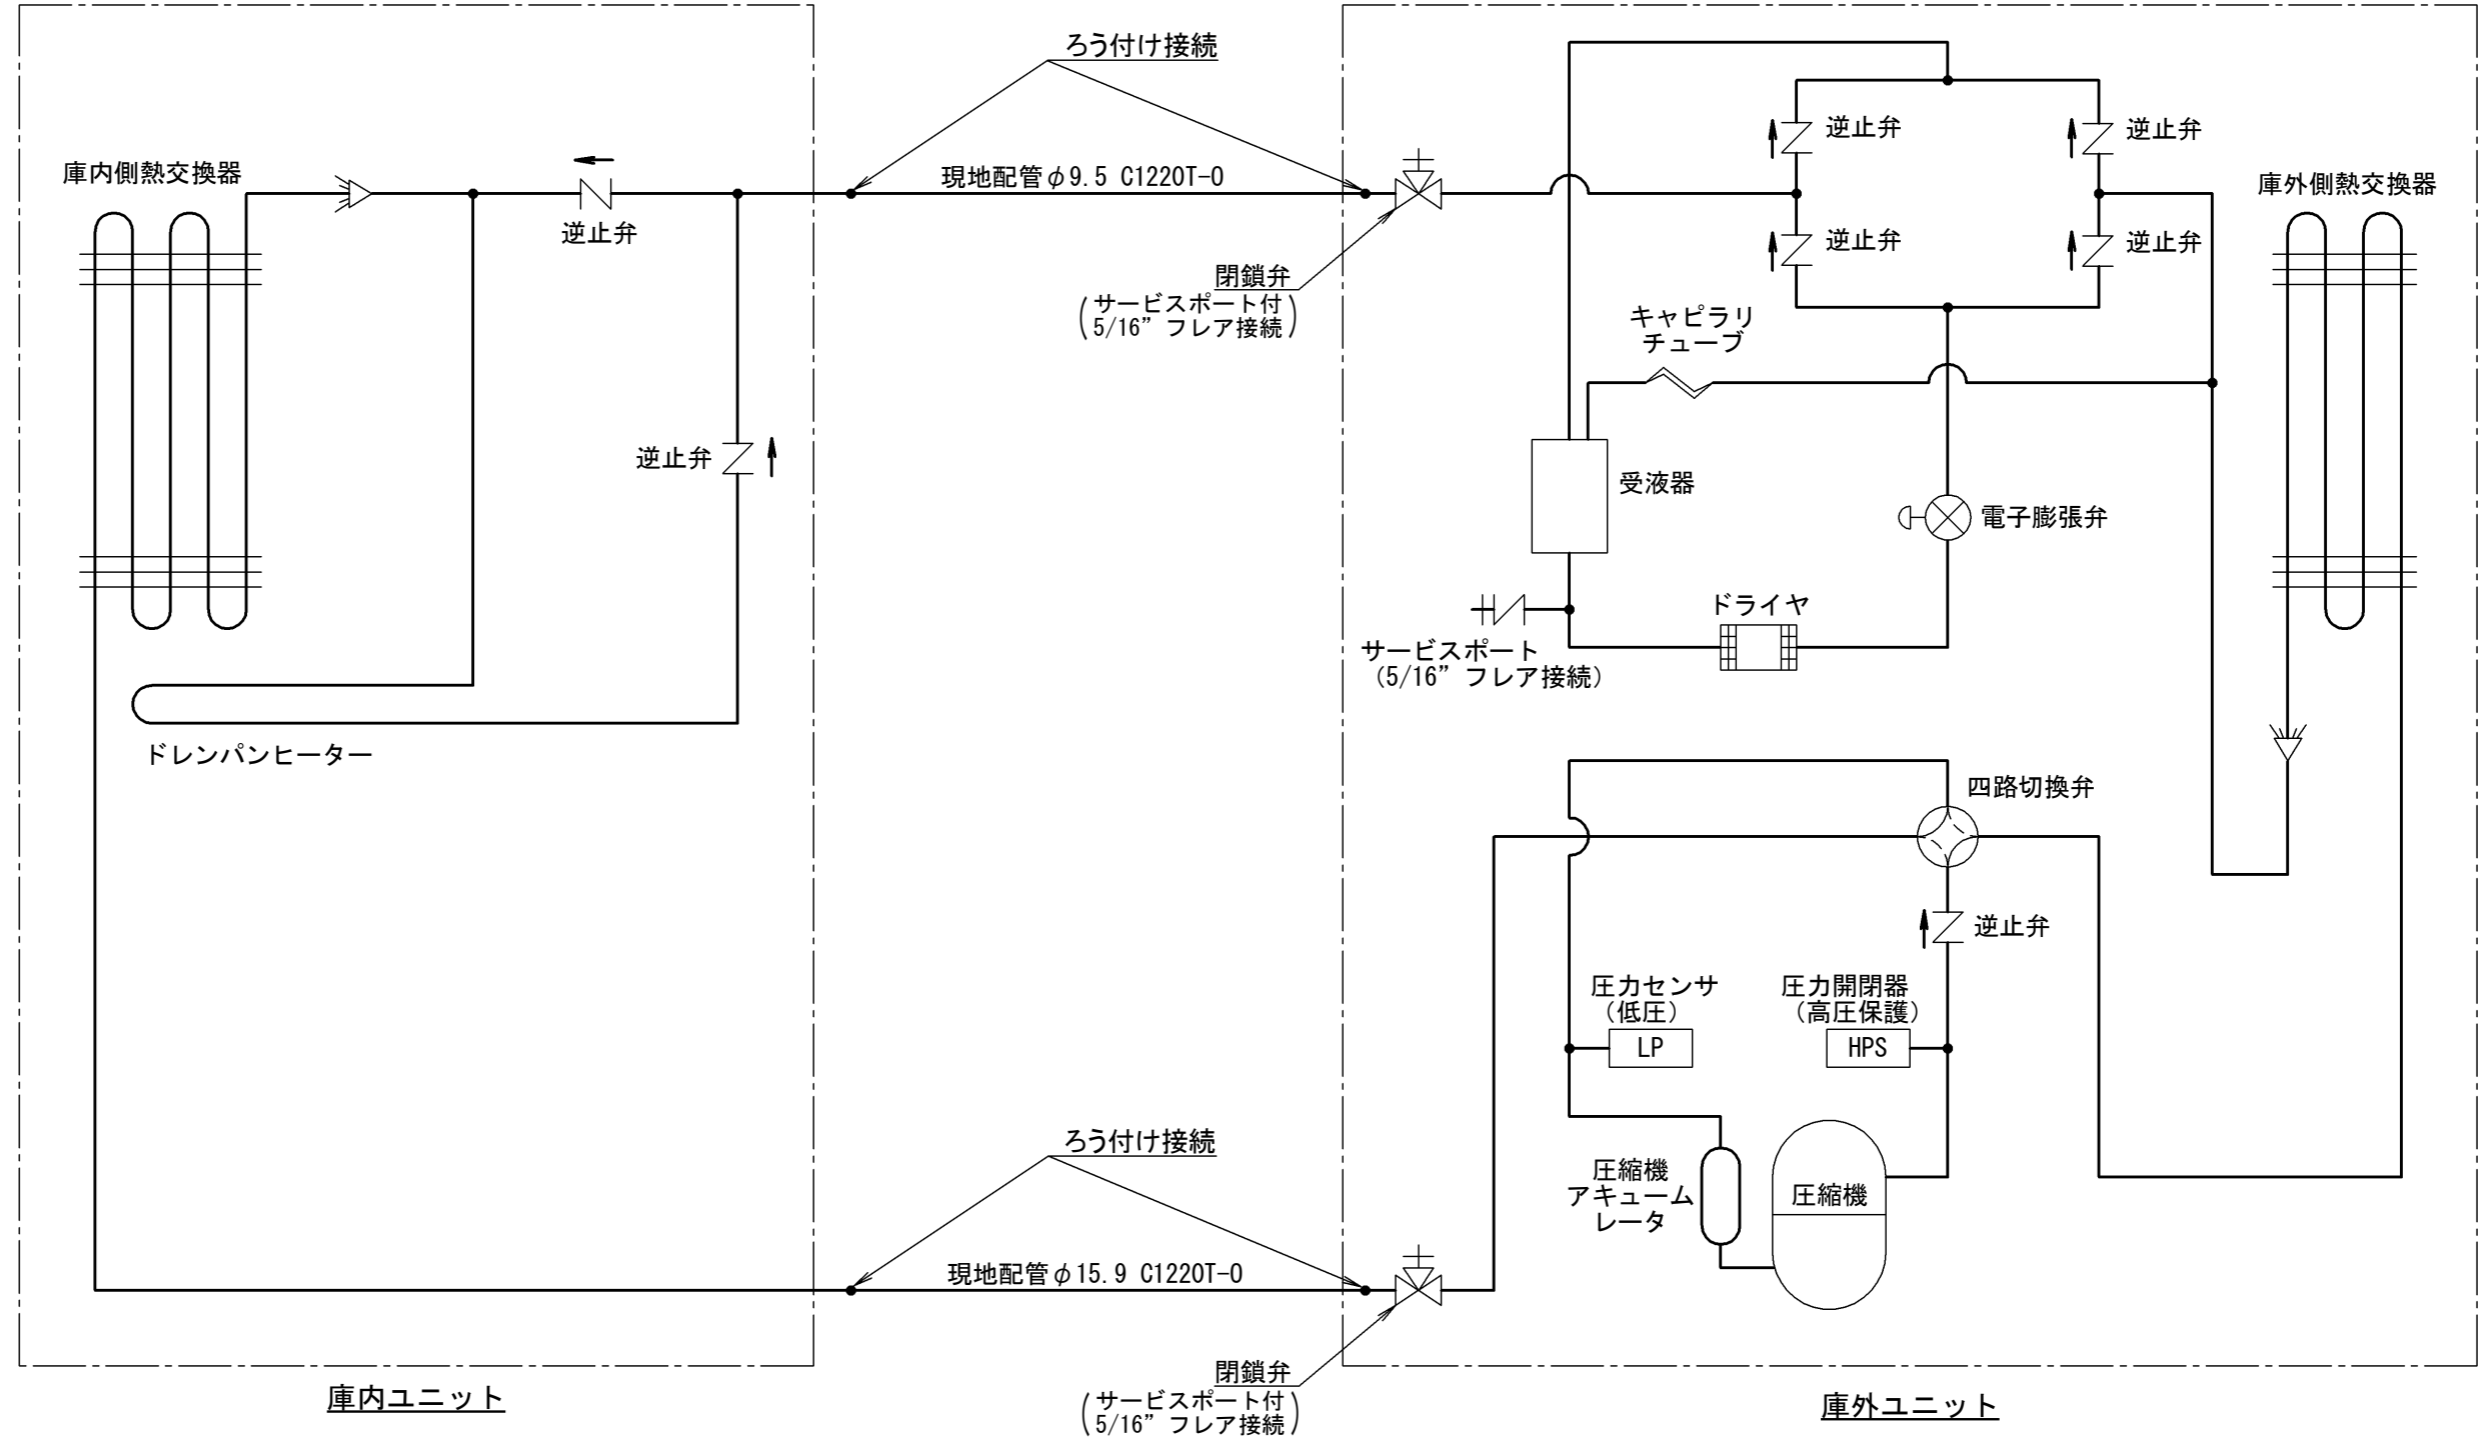 ろう付け接続
逆止弁
逆止弁
庫内側熱交換器
現地配管φ9.5 C1220T-O
庫外側熱交換器
逆止弁
逆止弁
逆止弁
閉鎖弁
(サービスポート付
5/16”フレア接続)
キャピラリ
チューブ
逆止弁
受液器
電子膨張弁
ドライヤ
サービスポート
(5/16”フレア接続)
ドレンパンヒーター
四路切換弁
逆止弁
圧力センサ
(低圧)
LP
圧力開閉器
(高圧保護)
HPS
ろう付け接続
圧縮機
アキューム
レータ
圧縮機
現地配管φ15.9 C1220T-O
閉鎖弁
(サービスポート付
5/16”フレア接続)
庫内ユニット
庫外ユニット